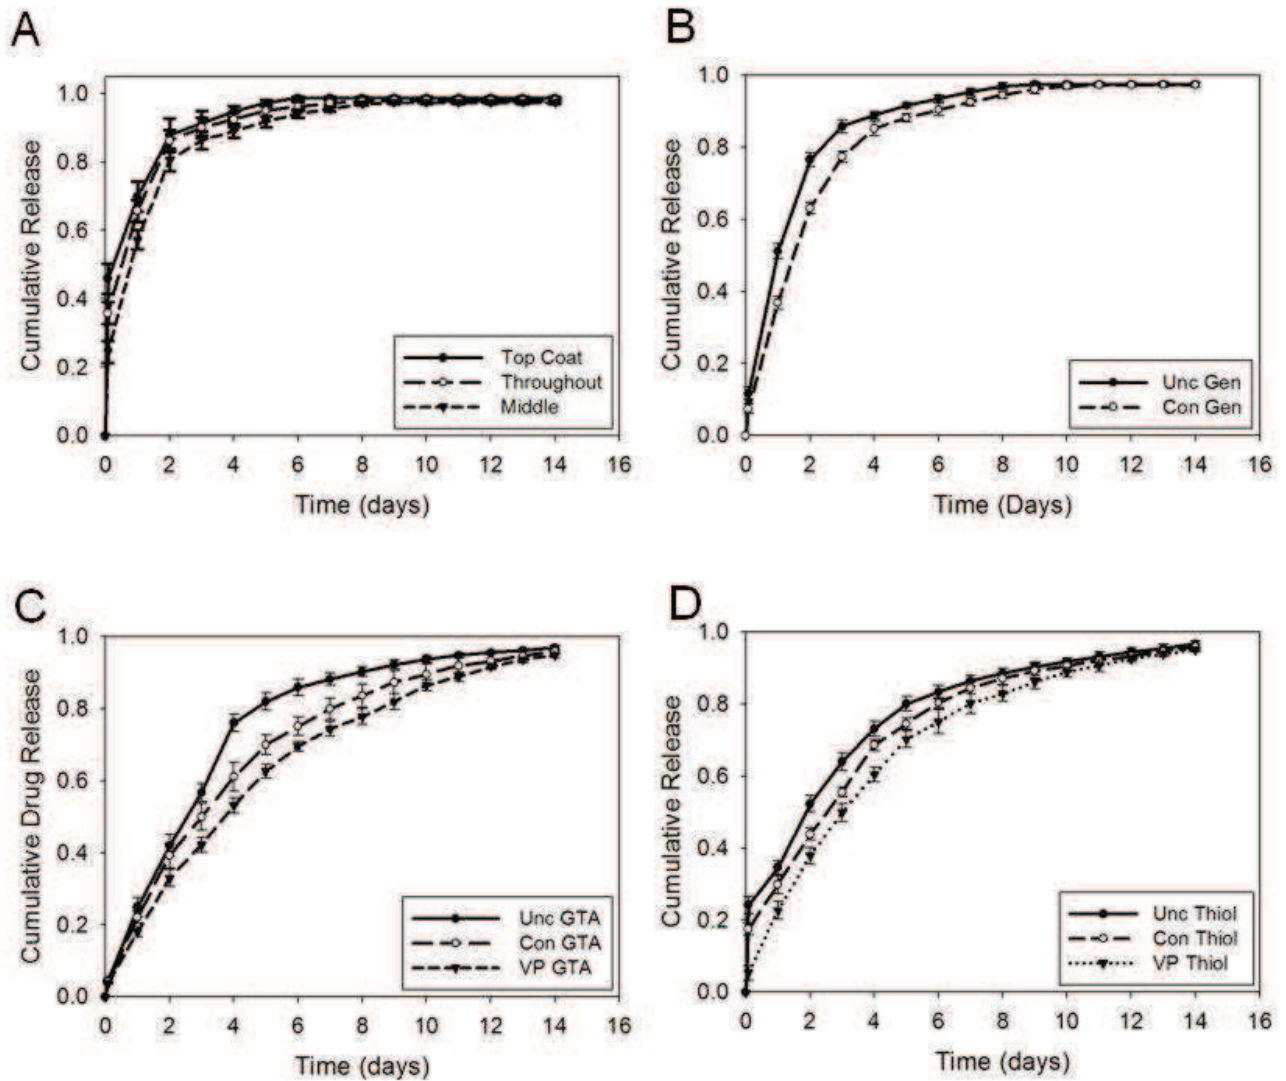 A
Cumulative Release
1.0
0.8
0.6
0.4
0.2
0.0
Top Coat
Throughout
Middle
0 2 4 6 8 10 12 14 16
Time (days)
B
Cumulative Release
1.0
0.8
0.6
0.4
0.2
0.0
Unc Gen
Con Gen
0 2 4 6 8 10 12 14 16
Time (Days)
C
Cumulative Drug Release
1.0
0.8
0.6
0.4
0.2
0.0
Unc GTA
Con GTA
VP GTA
0 2 4 6 8 10 12 14 16
Time (days)
D
Cumulative Release
1.0
0.8
0.6
0.4
0.2
0.0
Unc Thiol
Con Thiol
VP Thiol
0 2 4 6 8 10 12 14 16
Time (days)